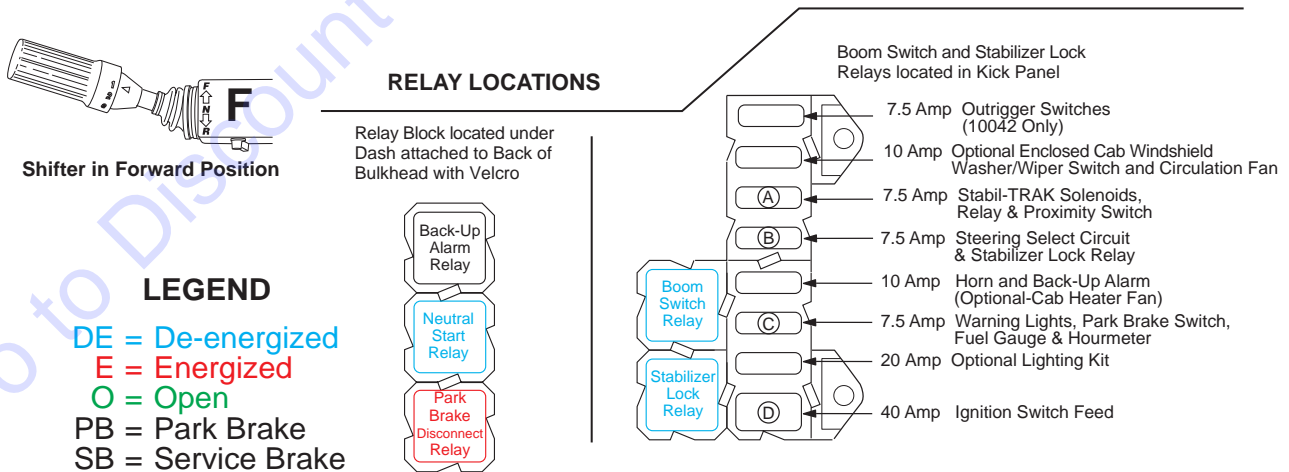 o to Discount
F
N
R
F
Shifter in Forward Position
RELAY LOCATIONS
Relay Block located under
Dash attached to Back of
Bulkhead with Velcro
Back-Up
Alarm
Relay
Neutral
Start
Relay
Park
Brake
Disconnect
Relay
LEGEND
DE = De-energized
E = Energized
O = Open
PB = Park Brake
SB = Service Brake
Boom Switch and Stabilizer Lock
Relays located in Kick Panel
Boom
Switch
Relay
Stabilizer
Lock
Relay
A
B
C
D
7.5 Amp Outrigger Switches
(10042 Only)
10 Amp Optional Enclosed Cab Windshield
Washer/Wiper Switch and Circulation Fan
7.5 Amp Stabil-TRAK Solenoids,
Relay & Proximity Switch
7.5 Amp Steering Select Circuit
& Stabilizer Lock Relay
10 Amp Horn and Back-Up Alarm
(Optional-Cab Heater Fan)
7.5 Amp Warning Lights, Park Brake Switch,
Fuel Gauge & Hourmeter
20 Amp Optional Lighting Kit
40 Amp Ignition Switch Feed